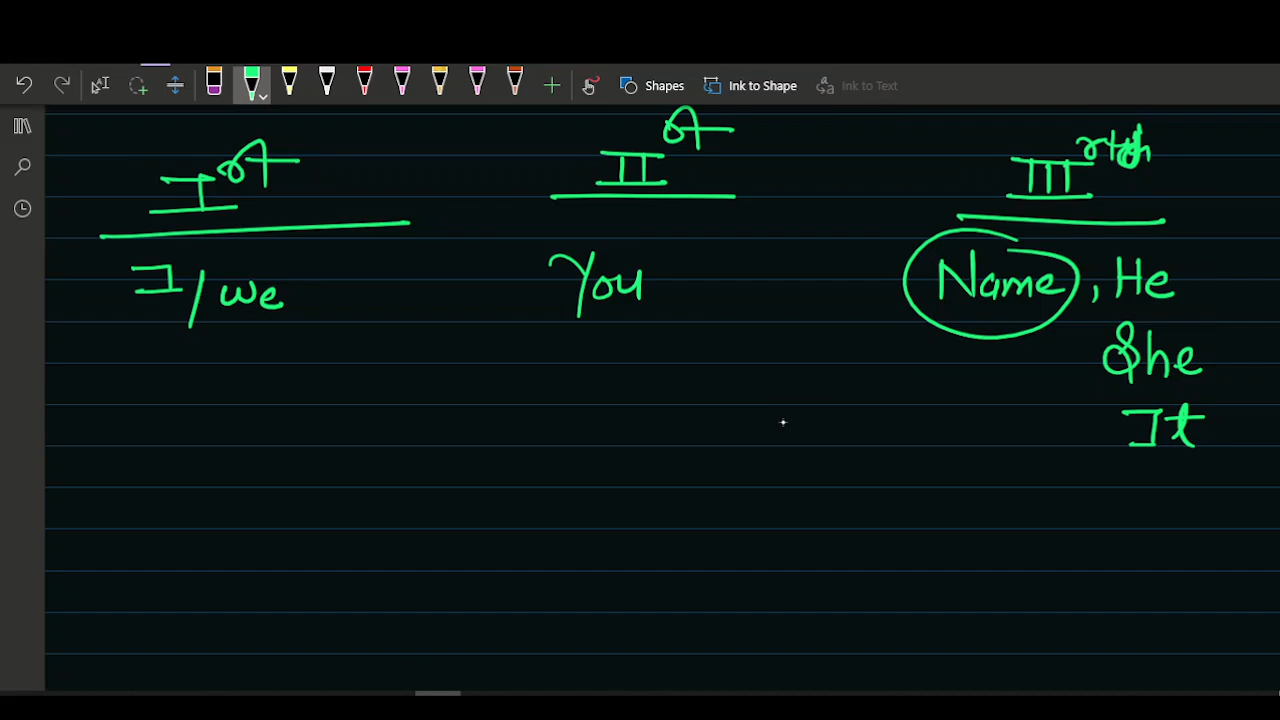 Shapes Ink to Shape Ink to Text
I II III
I/we You Name, He
She
It